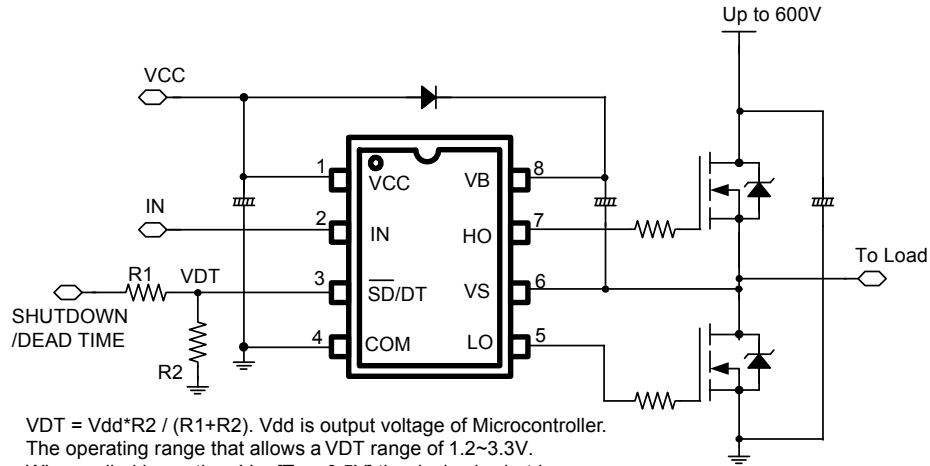 Up to 600V
VCC
1
VCC
VB
8
IN
2
IN
HO
7
R1
VDT
3
SD/DT
VS
6
To Load
SHUTDOWN
/DEAD TIME
R2
4
COM
LO
5
VDT = Vdd*R2 / (R1+R2). Vdd is output voltage of Microcontroller.
The operating range that allows a VDT range of 1.2~3.3V.